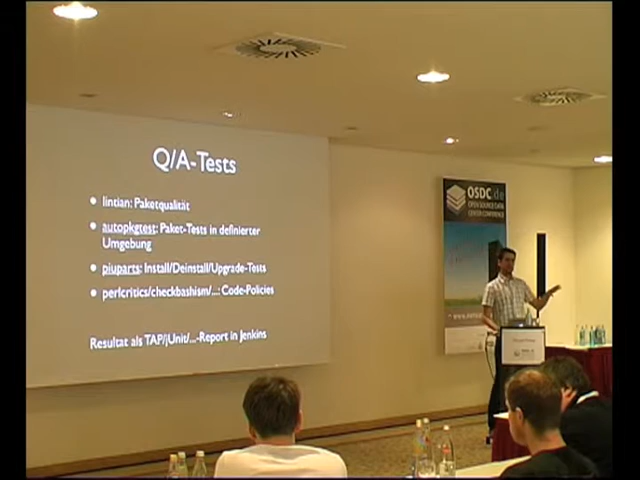 Q/A-Tests
• lintian: Paketqualität
• autopkgtest: Paket-Tests in definierter
Umgebung
• piuparts: Install/Deinstall/Upgrade-Tests
• perlcritics/checkbashism/...: Code-Policies
Resultat als TAP/jUnit/...-Report in Jenkins
OSDC.de
OPEN SOURCE DATA
CENTER CONFERENCE